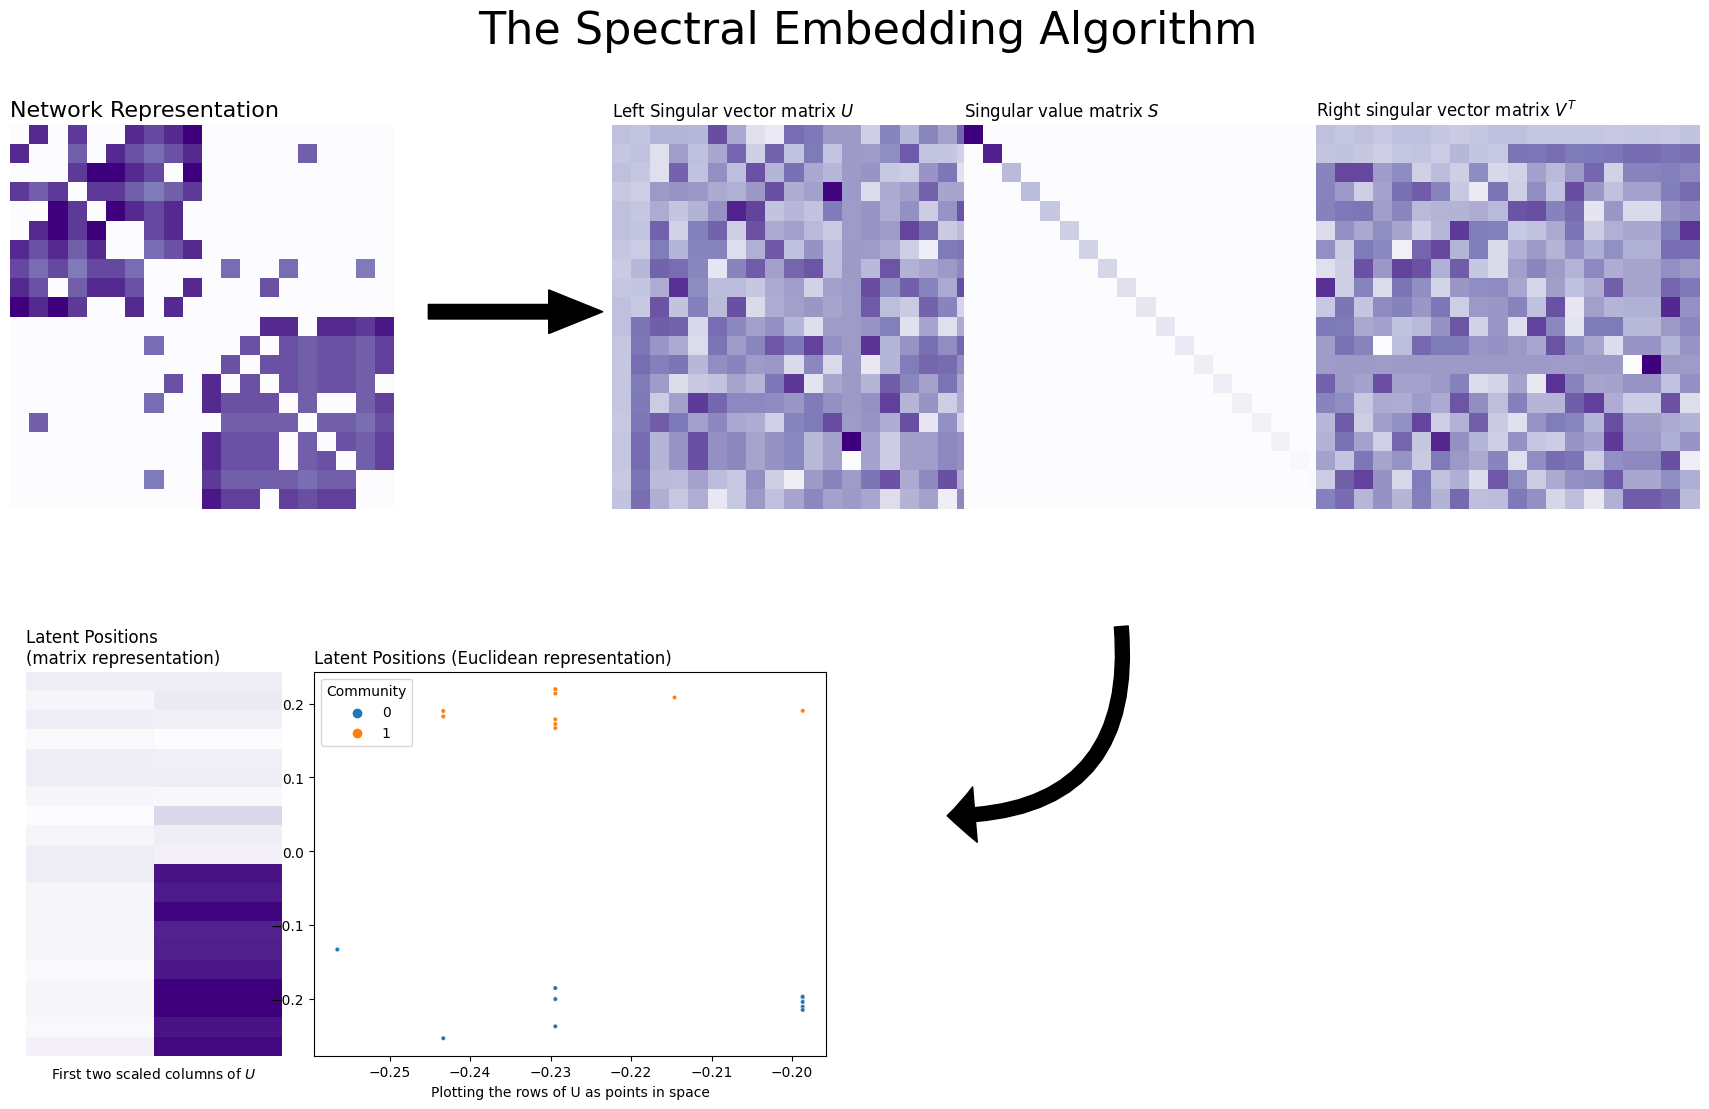 The Spectral Embedding Algorithm
Network Representation
Left Singular vector matrix U
Singular value matrix S
Right singular vector matrix V^T
Latent Positions
(matrix representation)
First two scaled columns of U
Latent Positions (Euclidean representation)
Community
0
1
0.2
0.1
0.0
−0.1
−0.2
−0.25
−0.24
−0.23
−0.22
−0.21
−0.20
Plotting the rows of U as points in space